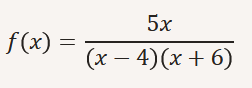 f(x) = 5x / (x − 4)(x + 6)